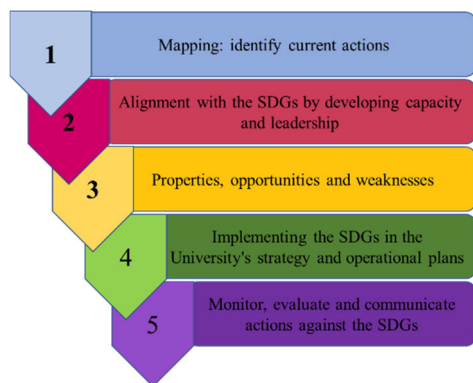 1
Mapping: identify current actions
2
Alignment with the SDGs by developing capacity
and leadership
3
Properties, opportunities and weaknesses
4
Implementing the SDGs in the
University's strategy and operational plans
5
Monitor, evaluate and communicate
actions against the SDGs